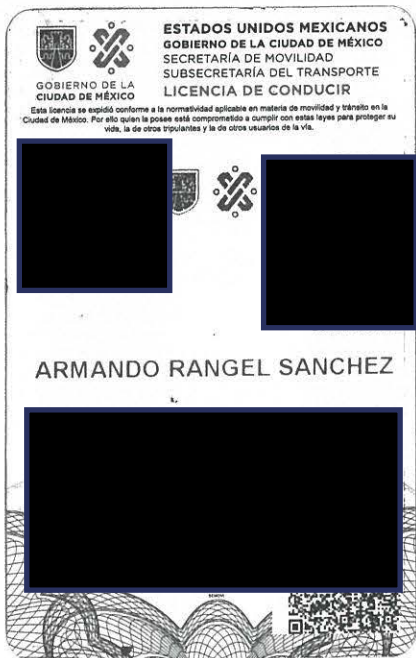 ESTADOS UNIDOS MEXICANOS
GOBIERNO DE LA CIUDAD DE MÉXICO
SECRETARÍA DE MOVILIDAD
SUBSECRETARÍA DEL TRANSPORTE
LICENCIA DE CONDUCIR
GOBIERNO DE LA
CIUDAD DE MÉXICO
Esta licencia se expidió conforme a la normatividad aplicable en materia de movilidad y tránsito en la
Ciudad de México. Por ello quien la posee está comprometido a cumplir con estas leyes para proteger su
vida, la de otros tripulantes y la de otros usuarios de la vía.
ARMANDO RANGEL SANCHEZ